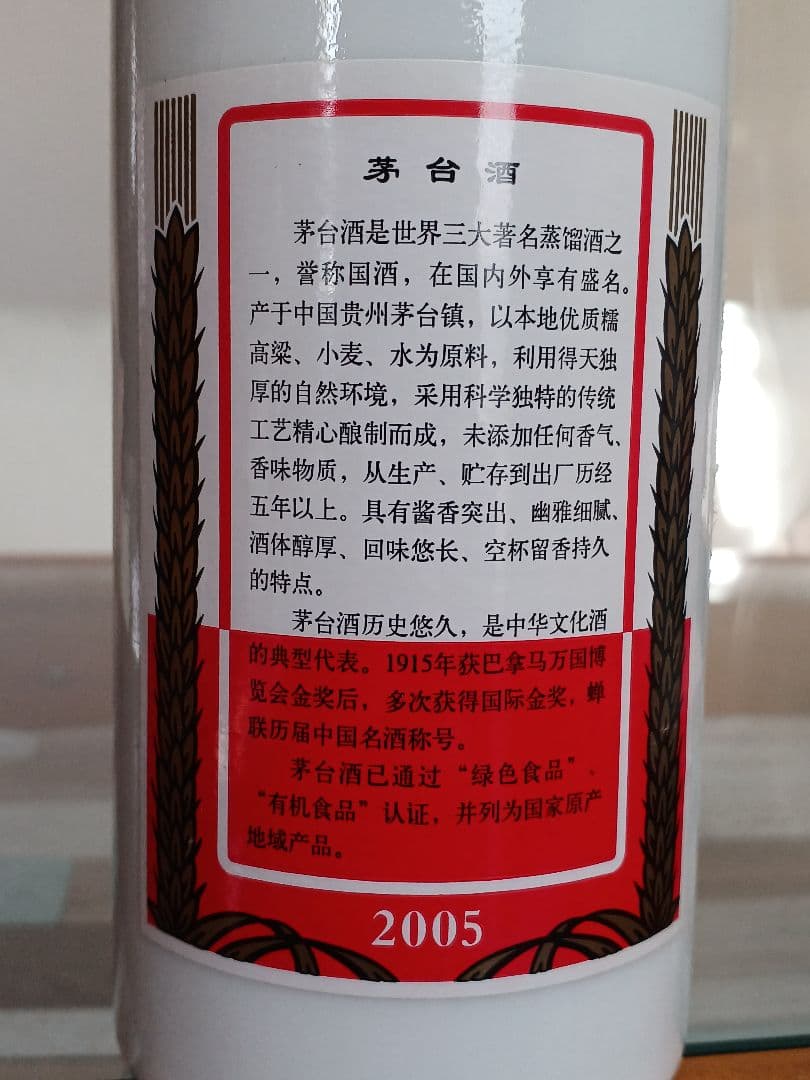 茅台酒
茅台酒是世界三大著名蒸馏酒之
一，誉称国酒，在国内外享有盛名。
产于中国贵州茅台镇，以本地优质糯
高粱、小麦、水为原料，利用得天独
厚的自然环境，采用科学独特的传统
工艺精心酿制而成，未添加任何香气、
香味物质，从生产、贮存到出厂历经
五年以上。具有酱香突出、幽雅细腻、
酒体醇厚、回味悠长、空杯留香持久
的特点。
茅台酒历史悠久，是中华文化酒
的典型代表。1915年获巴拿马万国博
览会金奖后，多次获得国际金奖，蝉
联历届中国名酒称号。
茅台酒已通过“绿色食品”、
“有机食品”认证，并列为国家原产
地域产品。
2005